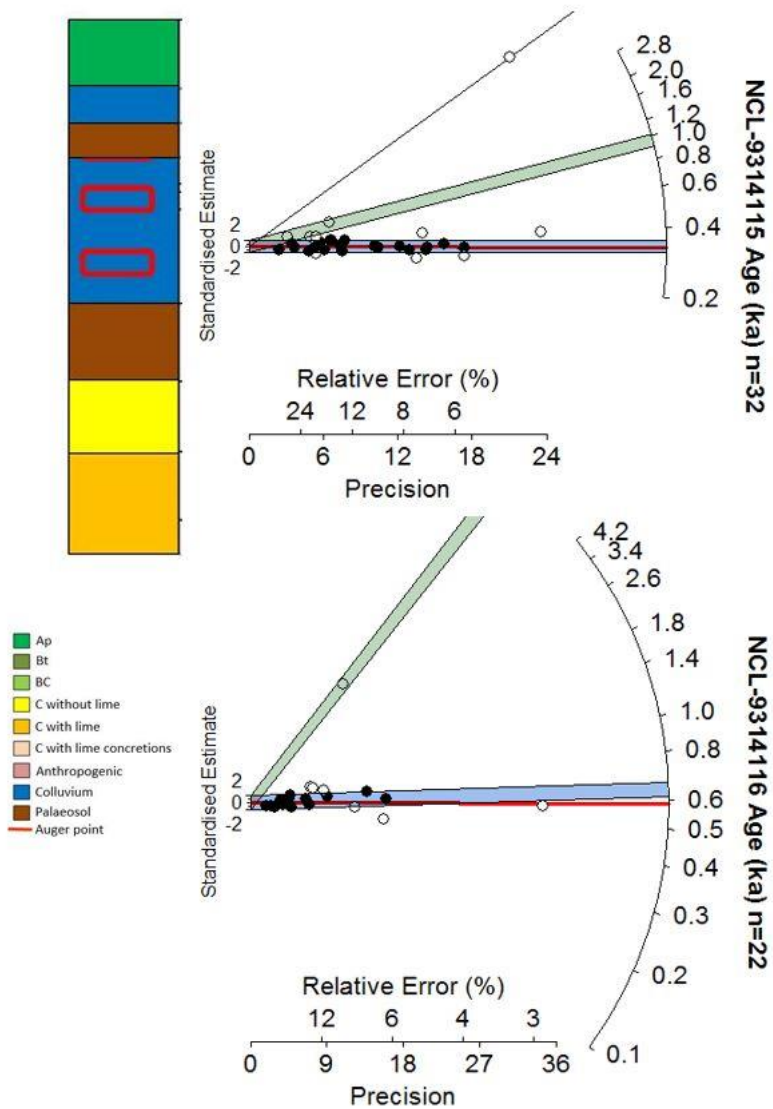 2.8
2.0
1.6
1.2
1.0
0.8
0.6
0.4
0.2
NCL-9314115 Age (ka) n=32
2
0
-2
Standardised Estimate
Relative Error (%)
24 12 8 6
0 6 12 18 24
Precision
4.2
3.4
2.6
1.8
1.4
1.0
0.8
0.6
0.5
0.4
0.3
0.2
0.1
NCL-9314116 Age (ka) n=22
2
0
-2
Standardised Estimate
Relative Error (%)
12 6 4 3
0 9 18 27 36
Precision
Ap
Bt
BC
C without lime
C with lime
C with lime concretions
Anthropogenic
Colluvium
Palaeosol
Auger point